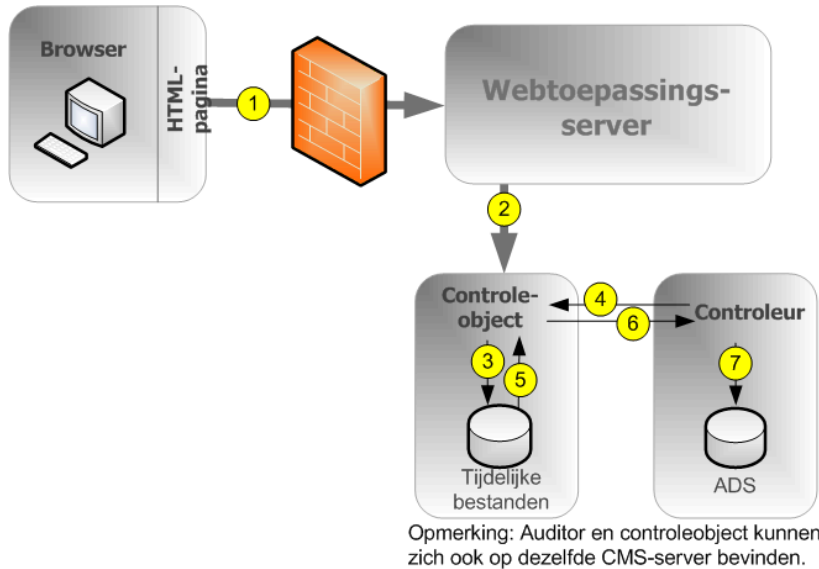 Browser
HTML-
pagina
1
Webtoepassings-
server
2
Controle-
object
4
6
Controleur
3
5
7
Tijdelijke
bestanden
ADS
Opmerking: Auditor en controleobject kunnen
zich ook op dezelfde CMS-server bevinden.